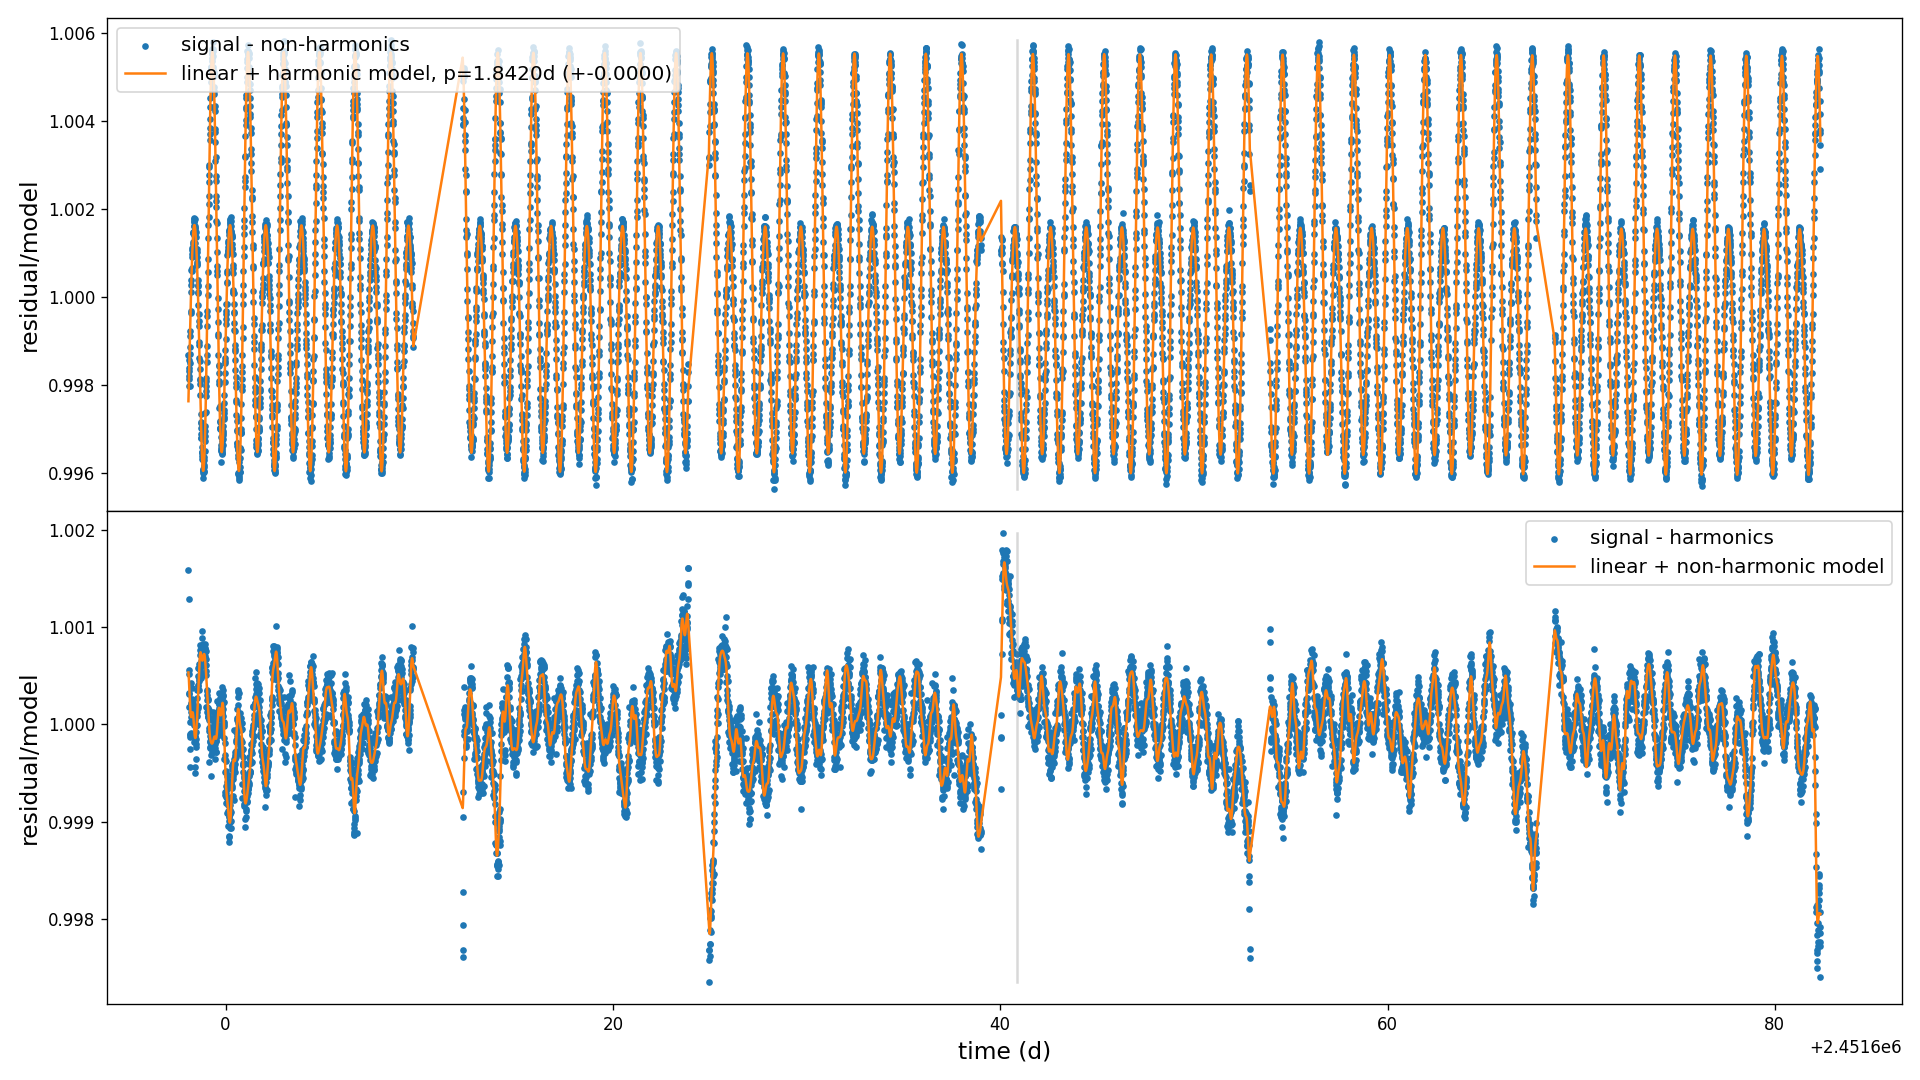 1.006
1.004
1.002
1.000
0.998
0.996
residual/model
signal - non-harmonics
linear + harmonic model, p=1.8420d (+-0.0000)
1.002
1.001
1.000
0.999
0.998
residual/model
signal - harmonics
linear + non-harmonic model
0 20 40 60 80
time (d)
+2.4516e6